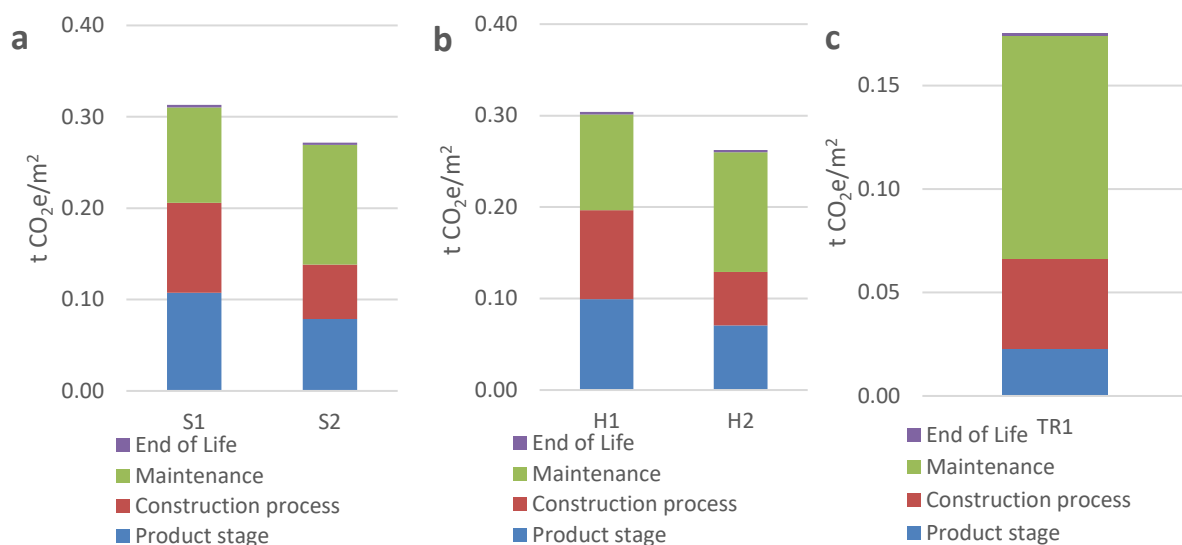 a
0.40
0.30
0.20
0.10
0.00
t CO₂e/m²
S1 S2
End of Life
Maintenance
Construction process
Product stage
b
0.40
0.30
0.20
0.10
0.00
t CO₂e/m²
H1 H2
End of Life
Maintenance
Construction process
Product stage
c
0.15
0.10
0.05
0.00
t CO₂e/m²
TR1
End of Life
Maintenance
Construction process
Product stage